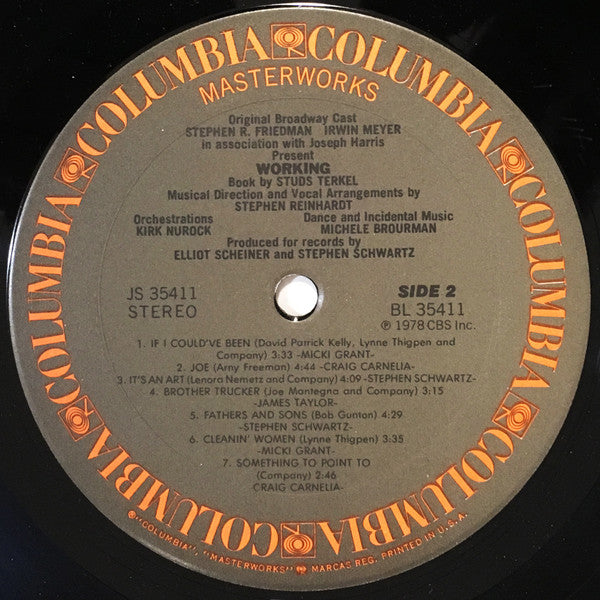 COLUMBIA COLUMBIA COLUMBIA COLUMBIA COLUMBIA COLUMBIA COLUMBIA COLUMBIA
MASTERWORKS
Original Broadway Cast
STEPHEN R. FRIEDMAN IRWIN MEYER
in association with Joseph Harris
Present
WORKING
Book by STUDS TERKEL
Musical Direction and Vocal Arrangements by
STEPHEN REINHARDT
Orchestrations Dance and Incidental Music
KIRK NUROCK MICHELE BROURMAN
Produced for records by
ELLIOT SCHEINER and STEPHEN SCHWARTZ
JS 35411 SIDE 2
STEREO BL 35411
℗ 1978 CBS Inc.
1. IF I COULD'VE BEEN (David Patrick Kelly, Lynne Thigpen and
Company) 3:33 -MICKI GRANT-
2. JOE (Arny Freeman) 4:44 -CRAIG CARNELIA-
3. IT'S AN ART (Lenora Nemetz and Company) 4:09 -STEPHEN SCHWARTZ-
4. BROTHER TRUCKER (Joe Mantegna and Company) 3:15
-JAMES TAYLOR-
5. FATHERS AND SONS (Bob Gunton) 4:29
-STEPHEN SCHWARTZ-
6. CLEANIN' WOMEN (Lynne Thigpen) 3:35
-MICKI GRANT-
7. SOMETHING TO POINT TO
(Company) 2:46
CRAIG CARNELIA-
® "COLUMBIA", "MASTERWORKS" MARCAS REG. PRINTED IN U.S.A.